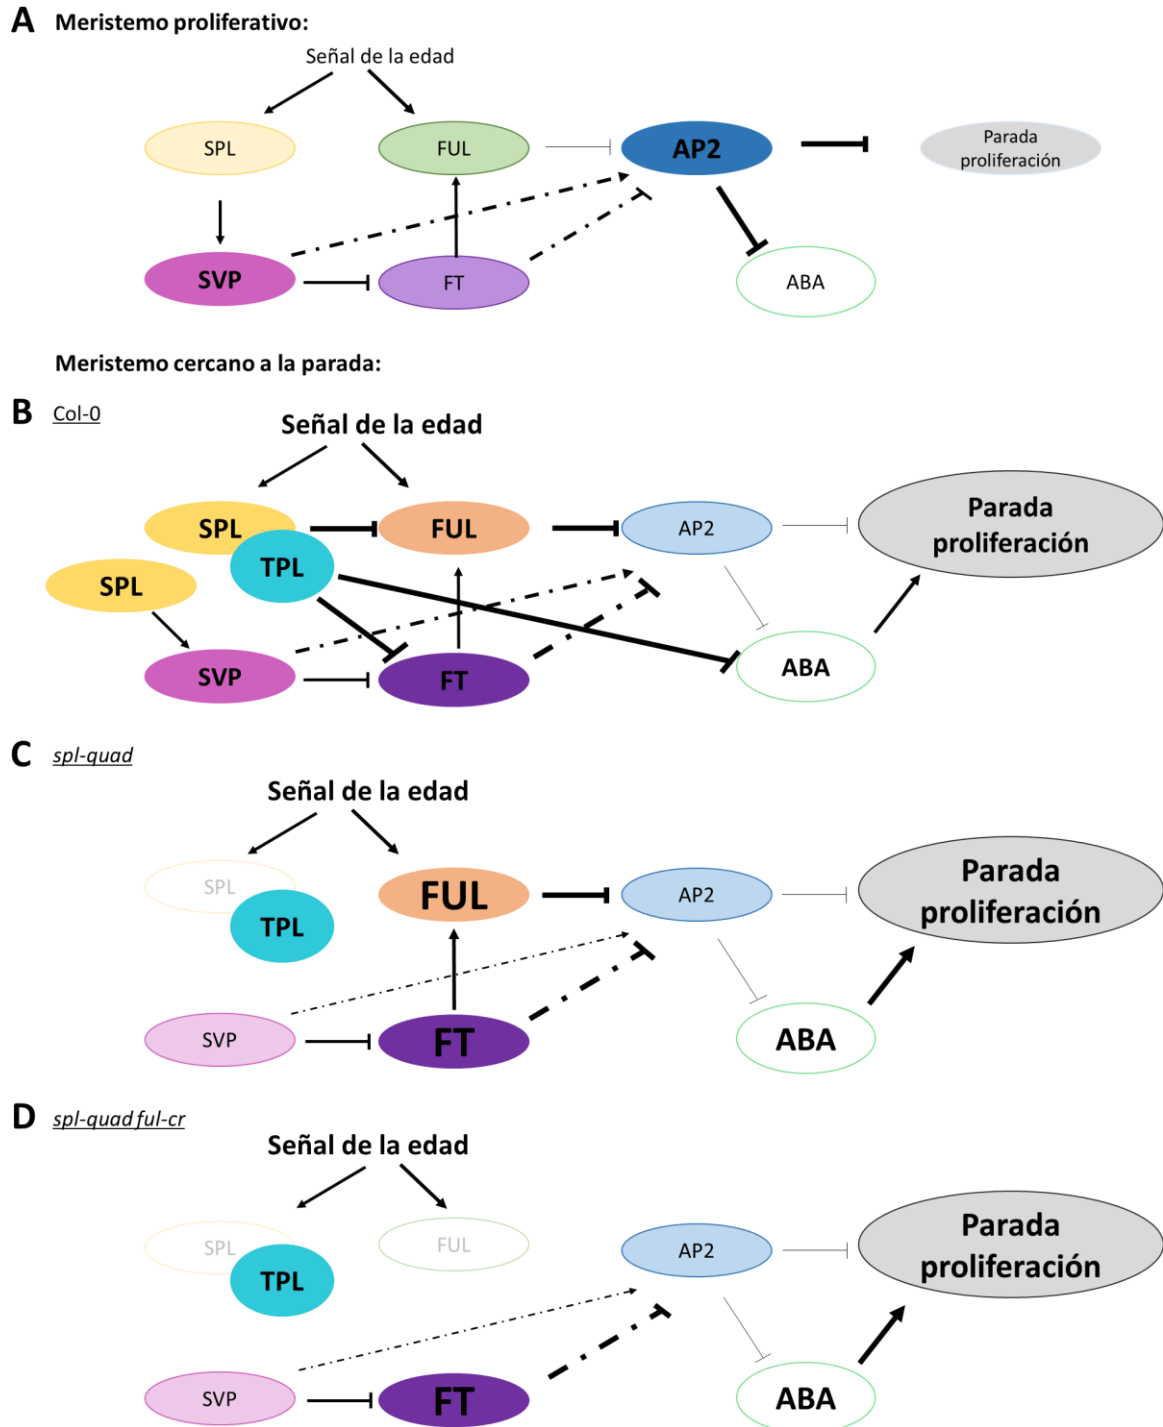 A Meristemo proliferativo:
Señal de la edad
SPL
FUL
AP2
Parada
proliferación
SVP
FT
ABA
Meristemo cercano a la parada:
B Col-0
Señal de la edad
SPL
FUL
AP2
Parada
proliferación
TPL
SPL
SVP
FT
ABA
C spl-quad
Señal de la edad
SPL
FUL
AP2
Parada
proliferación
TPL
SVP
FT
ABA
D spl-quad ful-cr
Señal de la edad
SPL
FUL
AP2
Parada
proliferación
TPL
SVP
FT
ABA